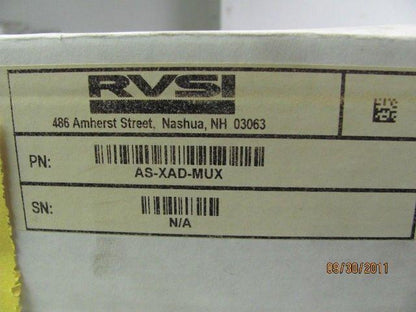 RVSI
486 Amherst Street, Nashua, NH 03063
PN:
AS-XAD-MUX
SN:
N/A
09/30/2011